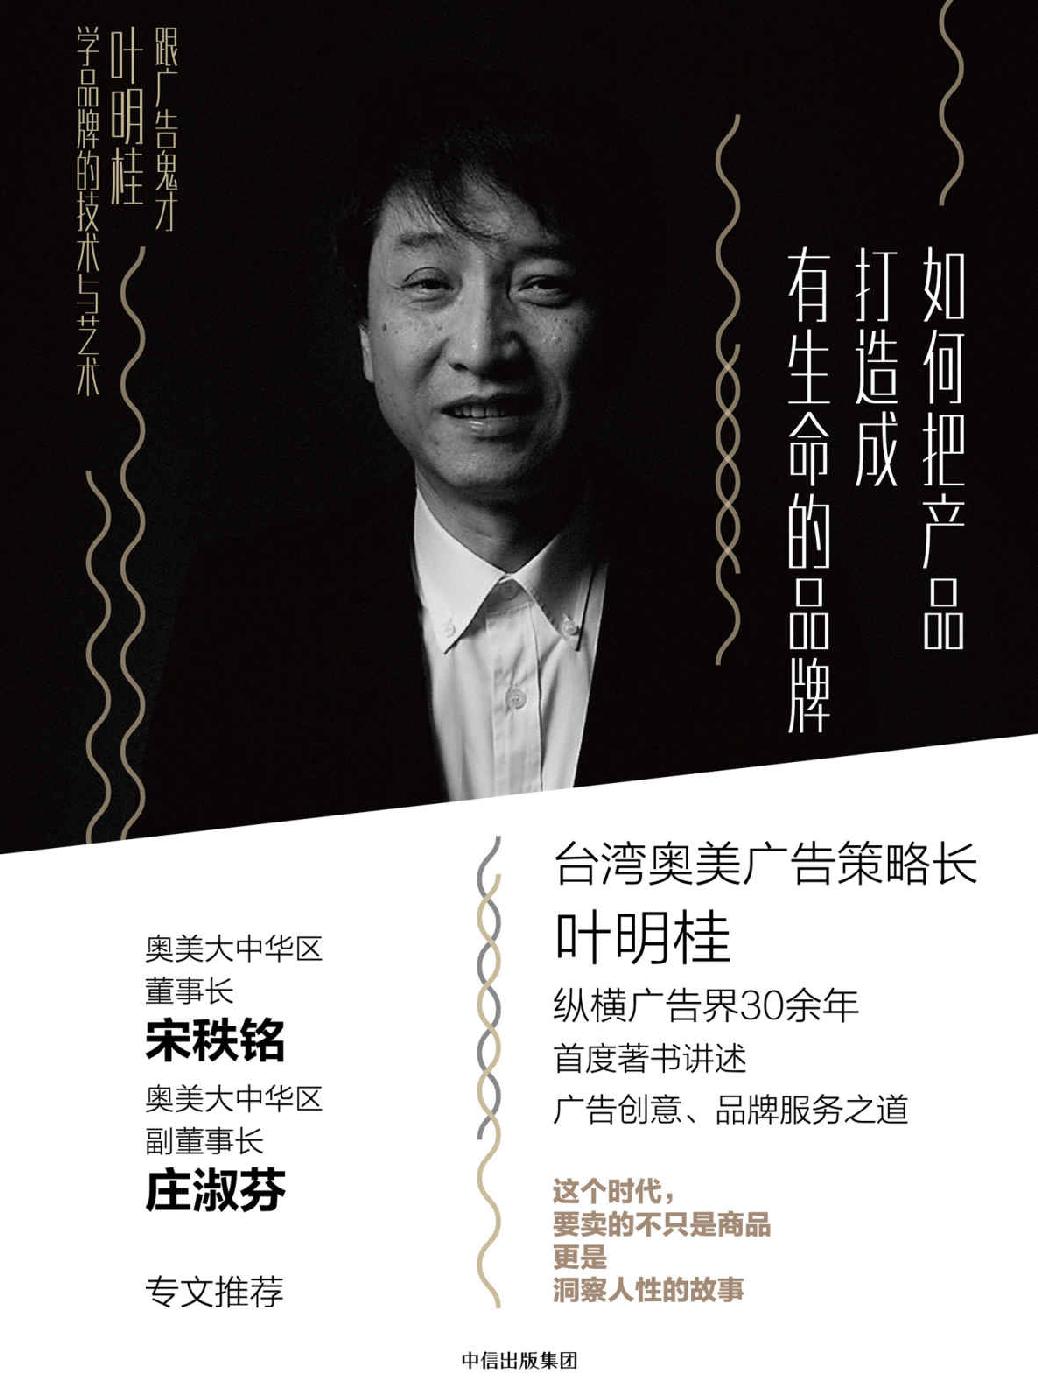 如何把产品
打造成
有生命的品牌
跟广告鬼才
叶明桂
学品牌的技术与艺术
台湾奥美广告策略长
叶明桂
纵横广告界30余年
首度著书讲述
广告创意、品牌服务之道
这个时代，
要卖的不只是商品
更是
洞察人性的故事
奥美大中华区
董事长
宋秩铭
奥美大中华区
副董事长
庄淑芬
专文推荐
中信出版集团